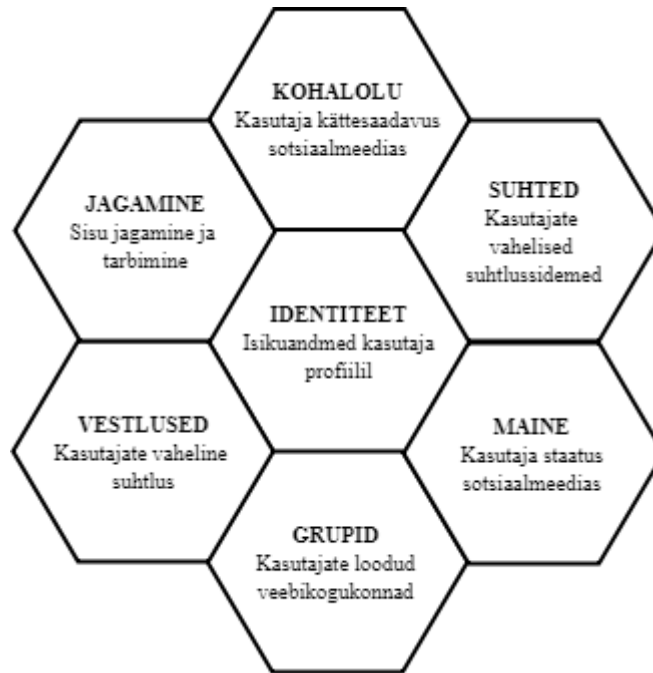 KOHALOLU
Kasutaja kättesaadavus
sotsiaalmeedias
JAGAMINE
Sisu jagamine ja
tarbimine
SUHTED
Kasutajate
vahelised
suhtlussidemed
IDENTITEET
Isikuandmed kasutaja
profiilil
VESTLUSED
Kasutajate vaheline
suhtlus
MAINE
Kasutaja staatus
sotsiaalmeedias
GRUPID
Kasutajate loodud
veebikogukonnad